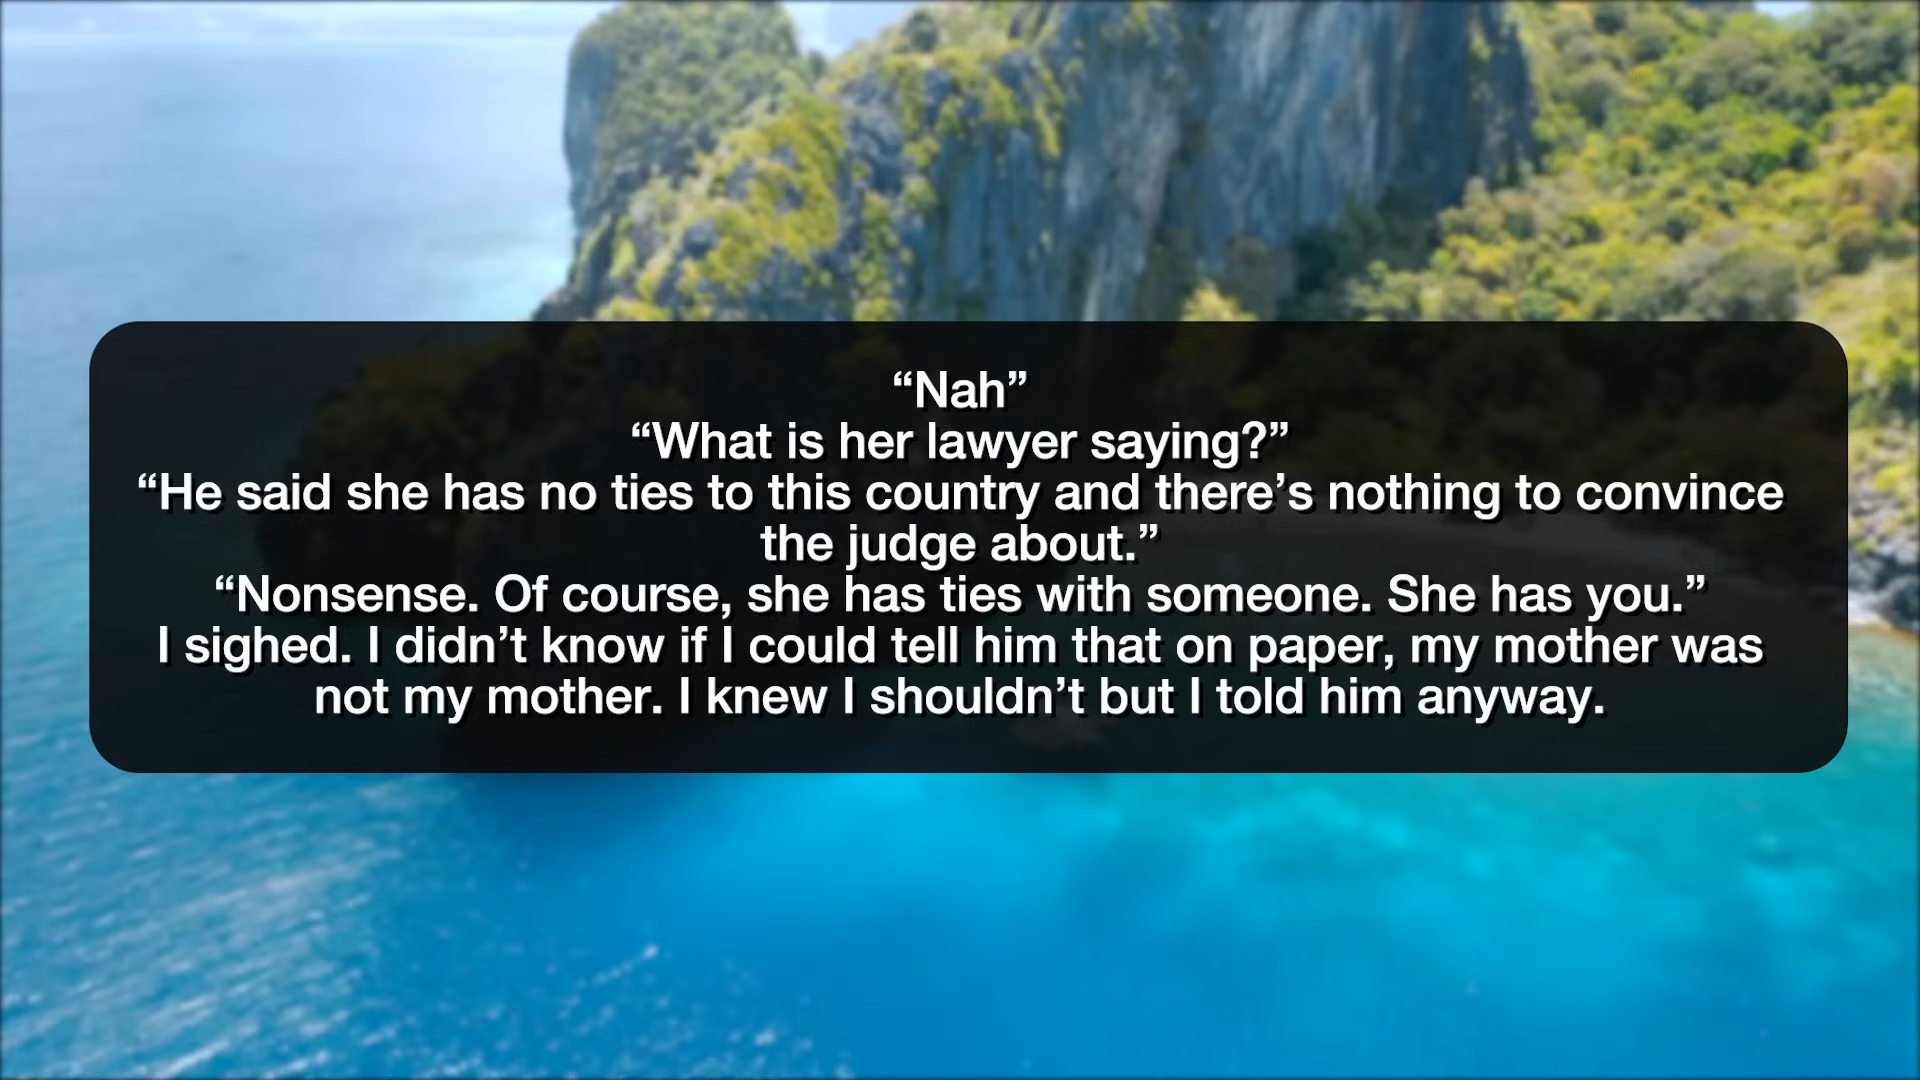 “Nah”
“What is her lawyer saying?”
“He said she has no ties to this country and there’s nothing to convince
the judge about.”
“Nonsense. Of course, she has ties with someone. She has you.”
I sighed. I didn’t know if I could tell him that on paper, my mother was
not my mother. I knew I shouldn’t but I told him anyway.